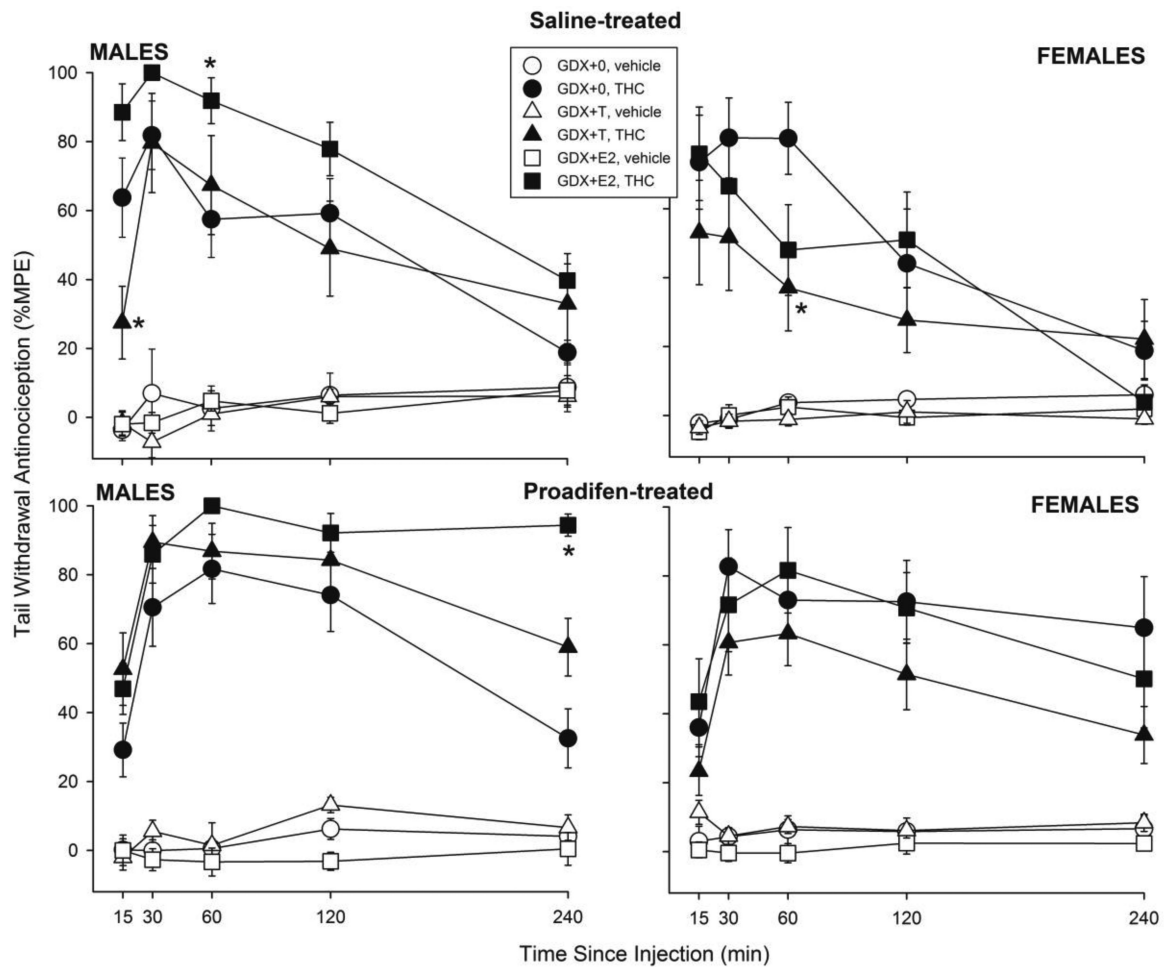 Saline-treated
MALES
FEMALES
*
GDX+0, vehicle
GDX+0, THC
GDX+T, vehicle
GDX+T, THC
GDX+E2, vehicle
GDX+E2, THC
100
80
60
40
20
0
*
*
Tail Withdrawal Antinociception (%MPE)
MALES
Proadifen-treated
FEMALES
100
80
60
40
20
0
*
15 30 60 120 240
15 30 60 120 240
Time Since Injection (min)